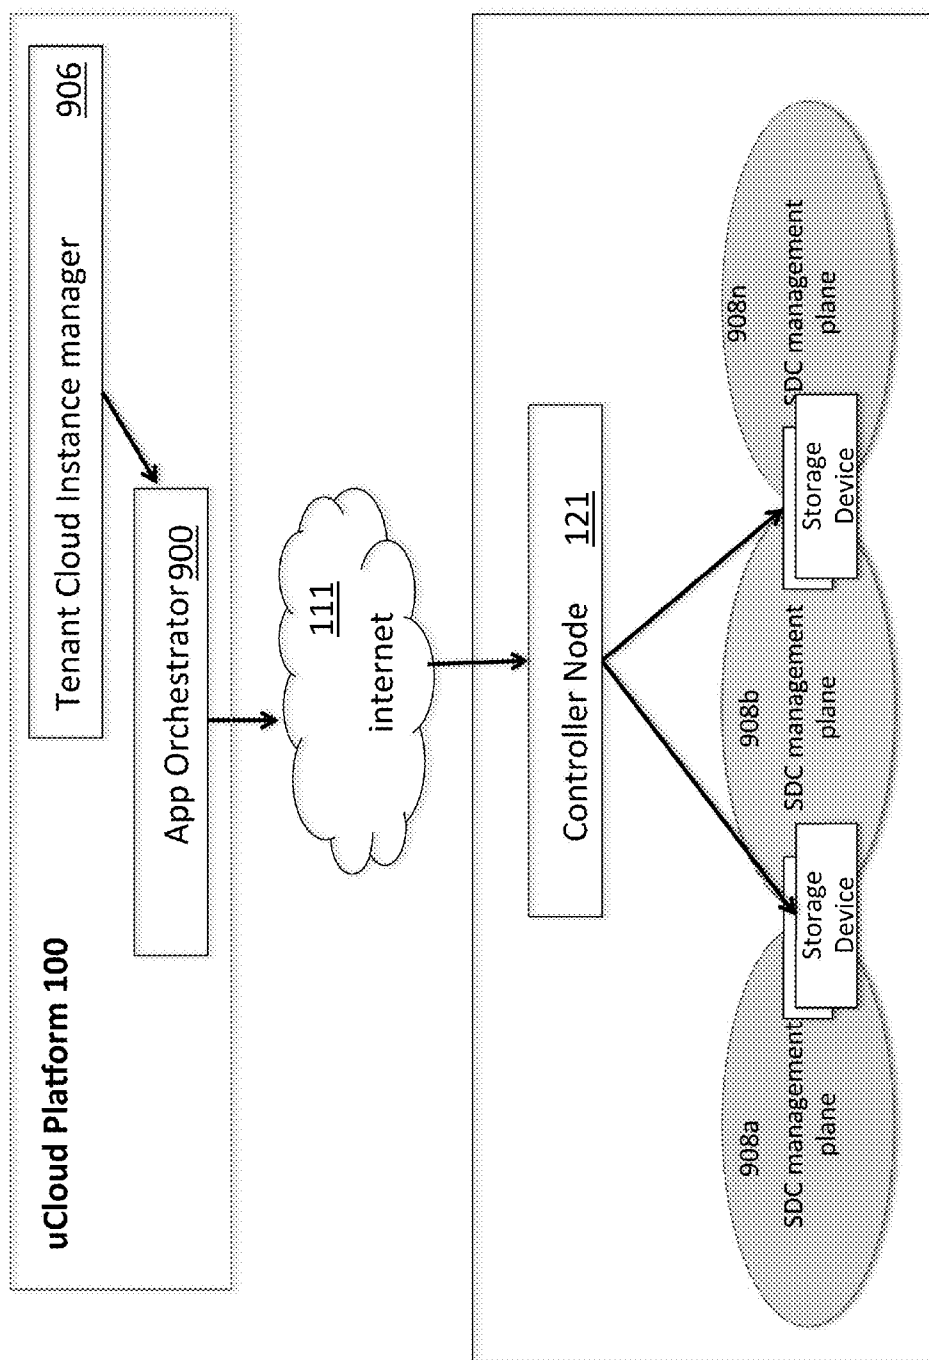 uCloud Platform 100
Tenant Cloud Instance manager 906
App Orchestrator 900
111
internet
Controller Node 121
908a
SDC management
plane
Storage
Device
908b
SDC management
plane
Storage
Device
908n
SDC management
plane